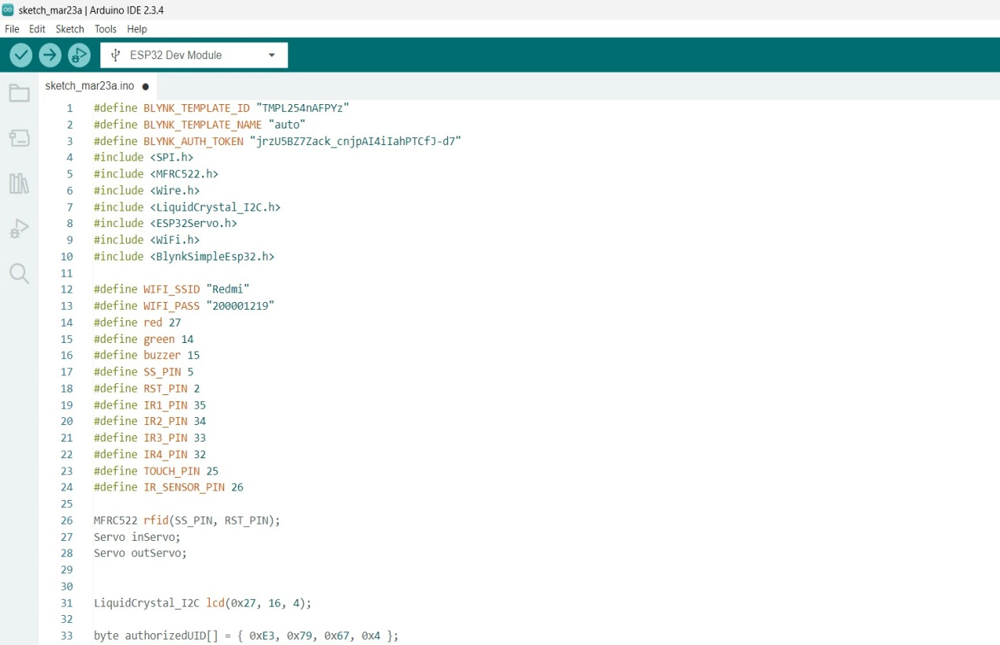 sketch_mar23a | Arduino IDE 2.3.4
File Edit Sketch Tools Help
ESP32 Dev Module
sketch_mar23a.ino
1 #define BLYNK_TEMPLATE_ID "TMPL254nAFPYz"
2 #define BLYNK_TEMPLATE_NAME "auto"
3 #define BLYNK_AUTH_TOKEN "jrzU5BZ7Zack_cnjpAI4iIahPTCfJ-d7"
4 #include <SPI.h>
5 #include <MFRC522.h>
6 #include <Wire.h>
7 #include <LiquidCrystal_I2C.h>
8 #include <ESP32Servo.h>
9 #include <WiFi.h>
10 #include <BlynkSimpleEsp32.h>
11
12 #define WIFI_SSID "Redmi"
13 #define WIFI_PASS "200001219"
14 #define red 27
15 #define green 14
16 #define buzzer 15
17 #define SS_PIN 5
18 #define RST_PIN 2
19 #define IR1_PIN 35
20 #define IR2_PIN 34
21 #define IR3_PIN 33
22 #define IR4_PIN 32
23 #define TOUCH_PIN 25
24 #define IR_SENSOR_PIN 26
25
26 MFRC522 rfid(SS_PIN, RST_PIN);
27 Servo inServo;
28 Servo outServo;
29
30
31 LiquidCrystal_I2C lcd(0x27, 16, 4);
32
33 byte authorizedUID[] = { 0xE3, 0x79, 0x67, 0x4 };